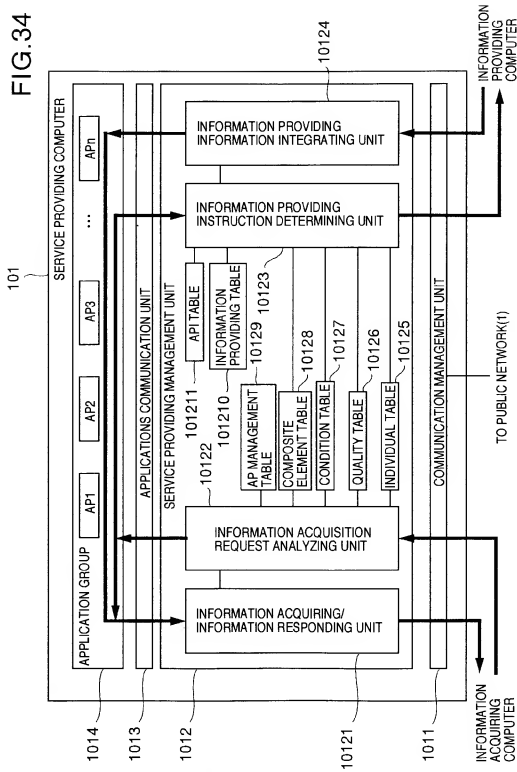 FIG.34
101
SERVICE PROVIDING COMPUTER
APPLICATION GROUP
AP1
AP2
AP3
...
APn
1014
APPLICATIONS COMMUNICATION UNIT
1013
SERVICE PROVIDING MANAGEMENT UNIT
1012
INFORMATION ACQUIRING/
INFORMATION RESPONDING UNIT
10121
INFORMATION ACQUISITION
REQUEST ANALYZING UNIT
10122
API TABLE
101211
INFORMATION
PROVIDING TABLE
101210
AP MANAGEMENT
TABLE
10129
COMPOSITE
ELEMENT TABLE
10128
CONDITION TABLE
10127
QUALITY TABLE
10126
INDIVIDUAL TABLE
10125
INFORMATION PROVIDING
INSTRUCTION DETERMINING UNIT
10123
INFORMATION PROVIDING
INFORMATION INTEGRATING UNIT
10124
COMMUNICATION MANAGEMENT UNIT
1011
INFORMATION
ACQUIRING
COMPUTER
TO PUBLIC NETWORK(1)
INFORMATION
PROVIDING
COMPUTER